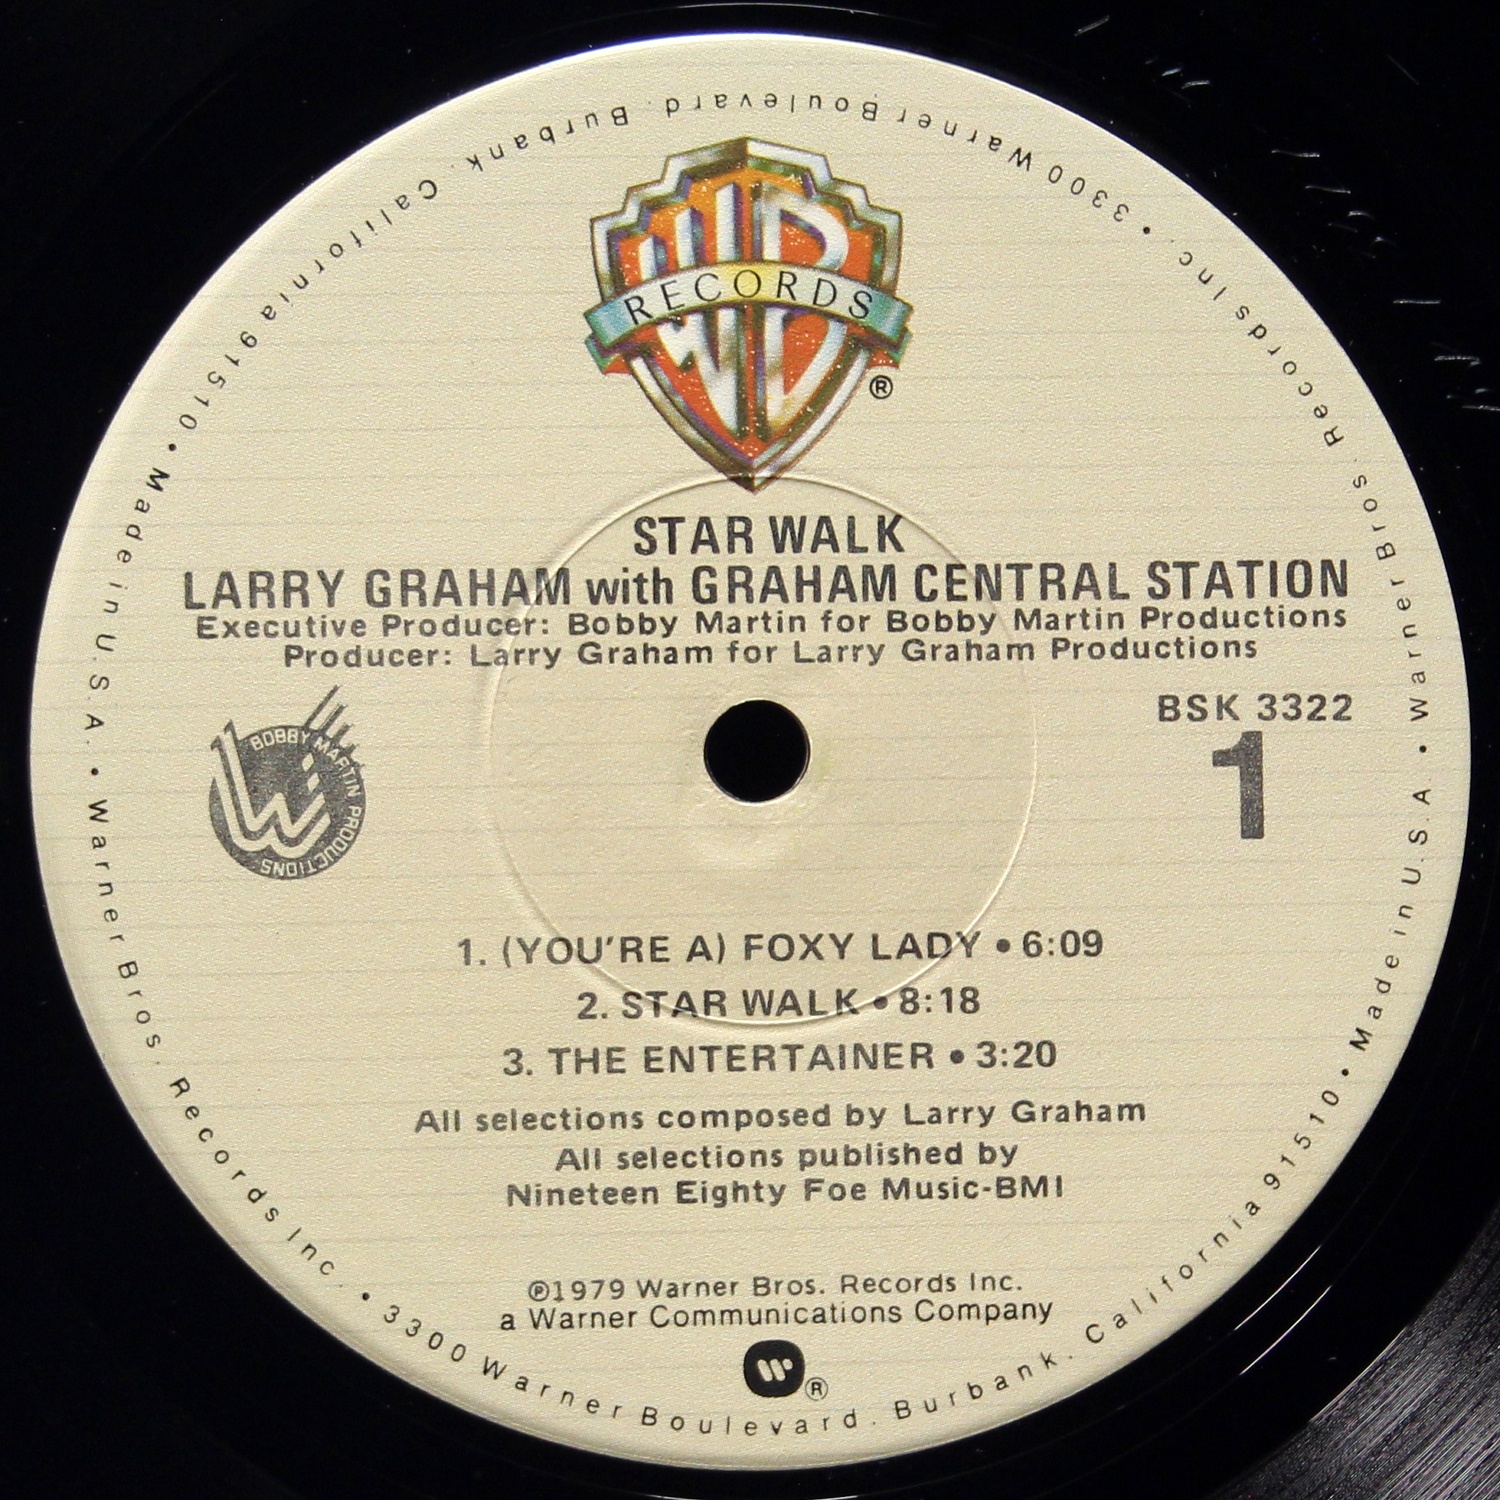 RECORDS
®
STAR WALK
LARRY GRAHAM with GRAHAM CENTRAL STATION
Executive Producer: Bobby Martin for Bobby Martin Productions
Producer: Larry Graham for Larry Graham Productions
BOBBY MARTIN PRODUCTIONS
BSK 3322
1
1. (YOU'RE A) FOXY LADY • 6:09
2. STAR WALK • 8:18
3. THE ENTERTAINER • 3:20
All selections composed by Larry Graham
All selections published by
Nineteen Eighty Foe Music-BMI
℗1979 Warner Bros. Records Inc.
a Warner Communications Company
®
• Warner Bros. Records Inc. • 3300 Warner Boulevard. Burbank. California 91510 • Made in U.S.A. • Warner Bros. Records Inc. • 3300 Warner Boulevard. Burbank. California 91510 • Made in U.S.A.